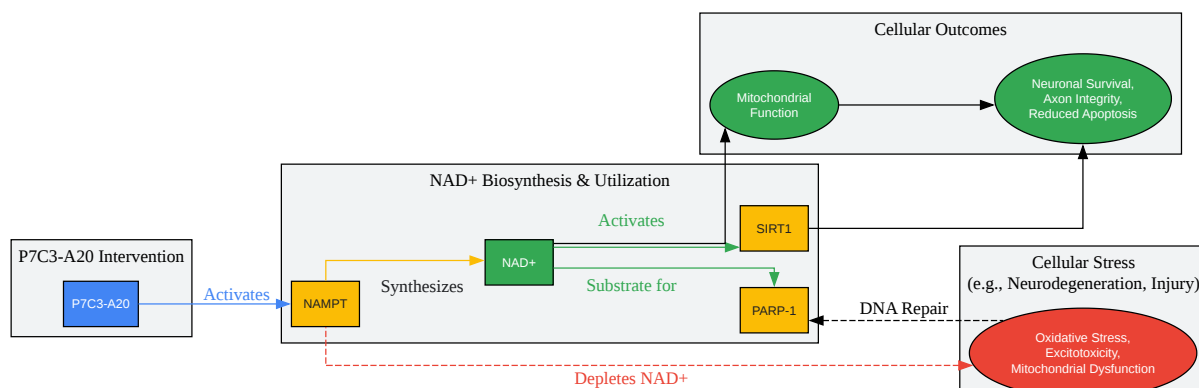 Cellular Outcomes
Mitochondrial
Function
Neuronal Survival,
Axon Integrity,
Reduced Apoptosis
NAD+ Biosynthesis & Utilization
Activates
SIRT1
P7C3-A20 Intervention
P7C3-A20
Activates
NAMPT
Synthesizes
NAD+
Substrate for
PARP-1
DNA Repair
Cellular Stress
(e.g., Neurodegeneration, Injury)
Oxidative Stress,
Excitotoxicity,
Mitochondrial Dysfunction
Depletes NAD+